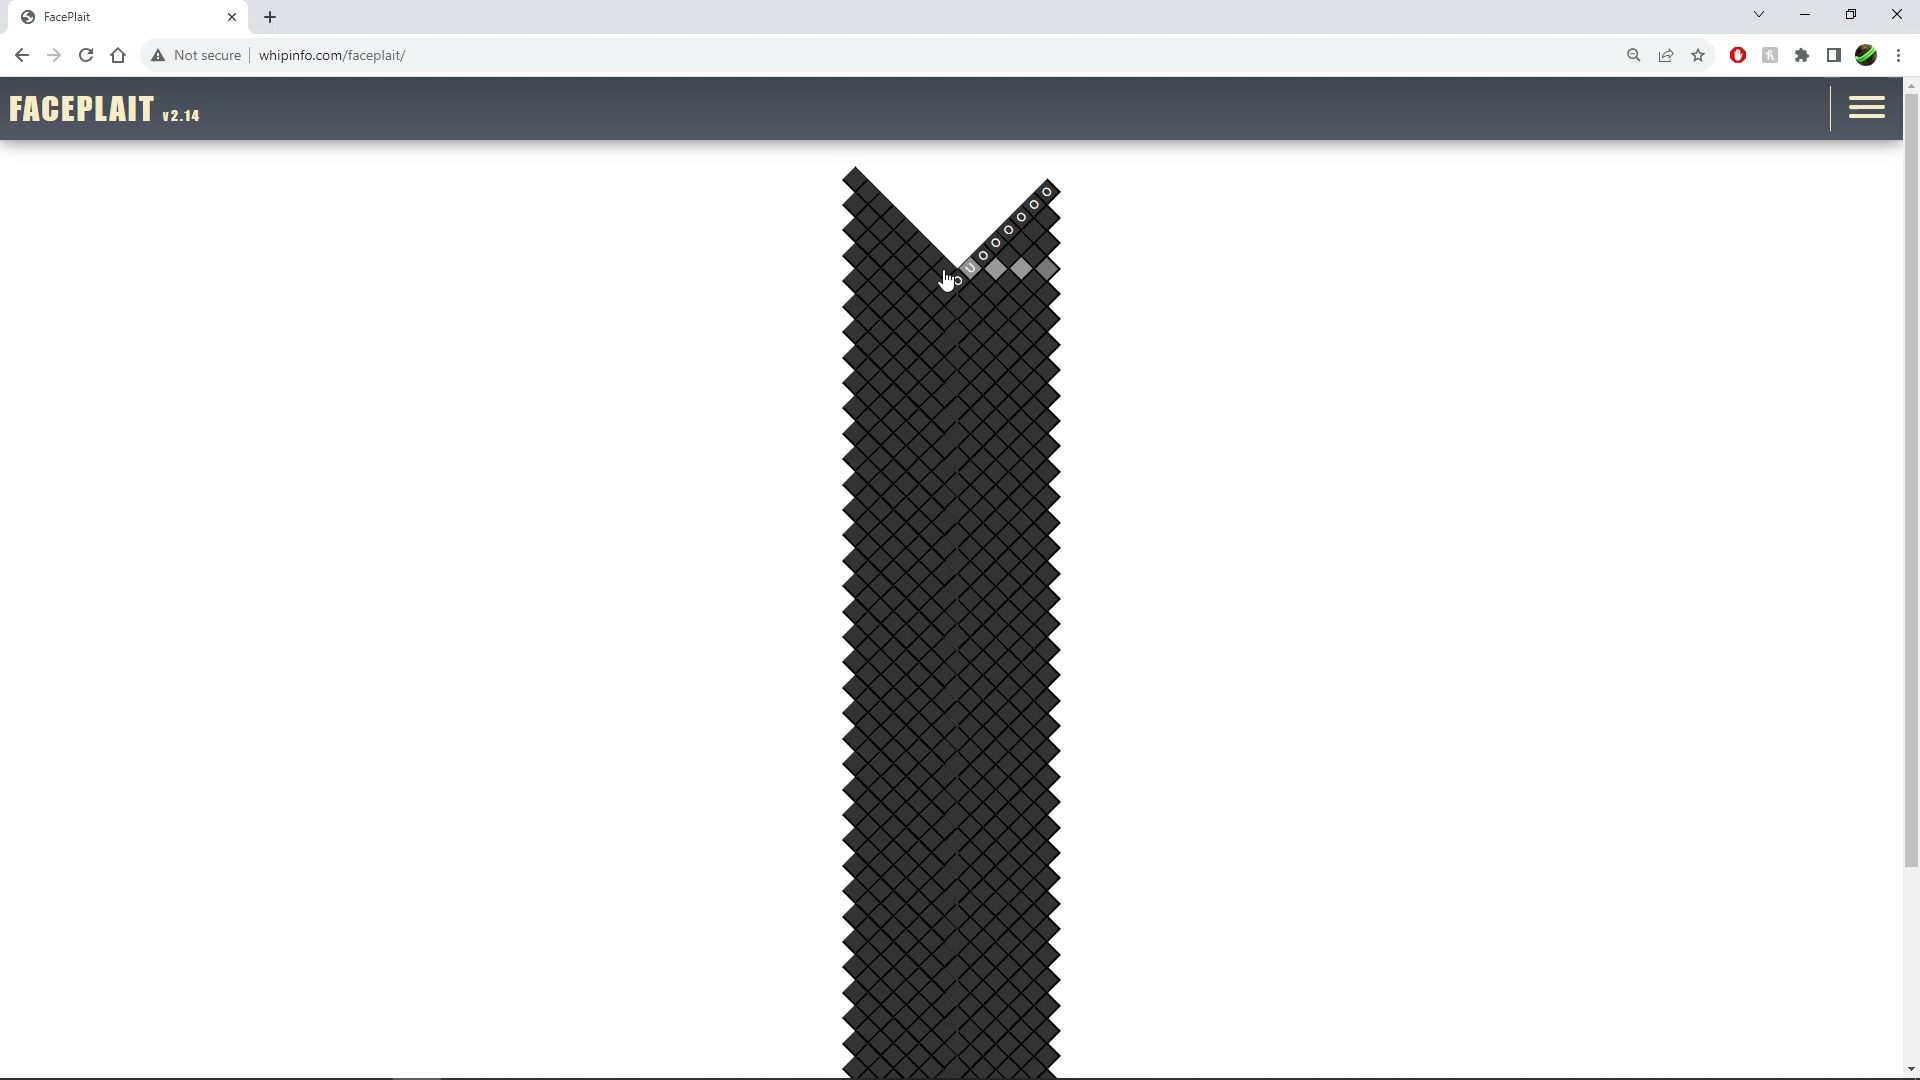 FacePlait
Not secure
whipinfo.com/faceplait/
FACEPLAIT v2.14
O
O
O
O
O
O
U
O